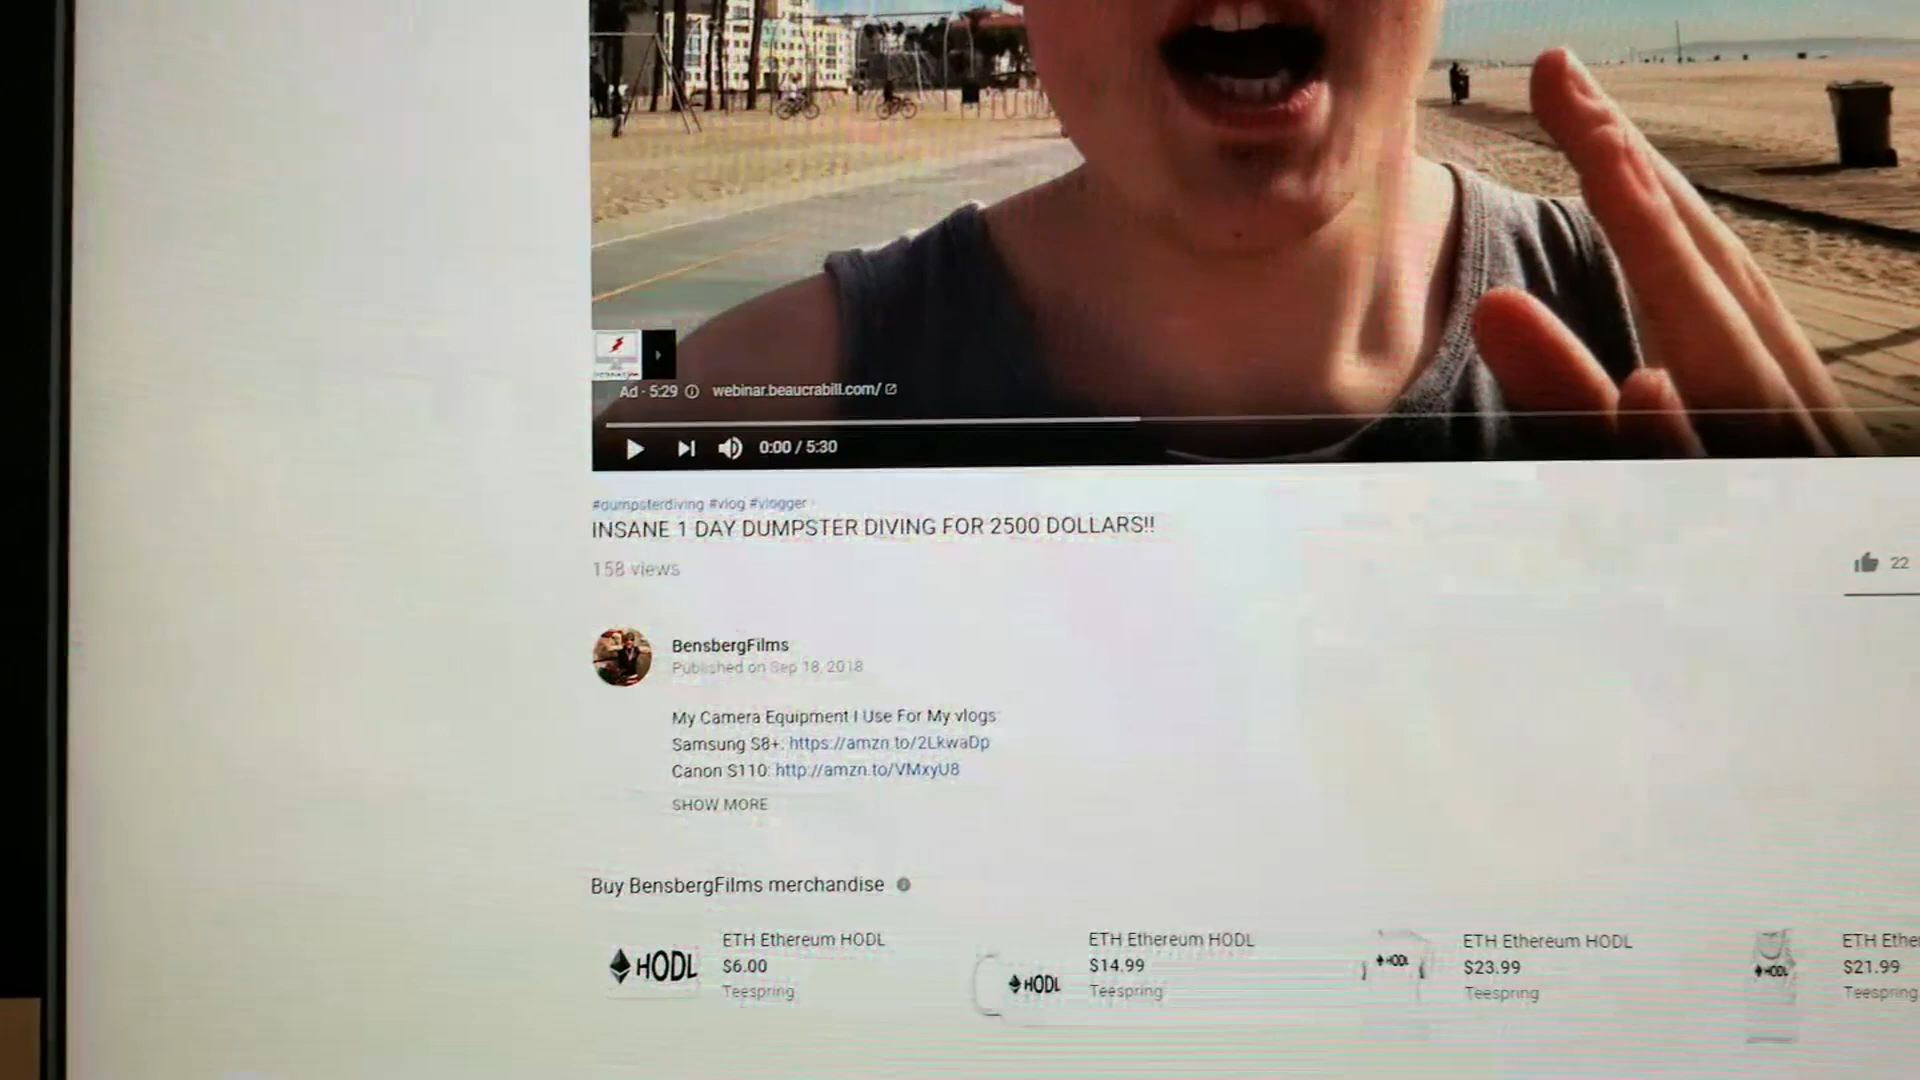 Ad · 5:29 webinar.beaucrabill.com/
0:00 / 5:30
#dumpsterdiving #vlog #vlogger
INSANE 1 DAY DUMPSTER DIVING FOR 2500 DOLLARS!!
158 views
22
BensbergFilms
Published on Sep 18, 2018
My Camera Equipment I Use For My vlogs
Samsung S8+: https://amzn.to/2LkwaDp
Canon S110: http://amzn.to/VMxyU8
SHOW MORE
Buy BensbergFilms merchandise
HODL
ETH Ethereum HODL
$6.00
Teespring
HODL
ETH Ethereum HODL
$14.99
Teespring
HODL
ETH Ethereum HODL
$23.99
Teespring
HODL
ETH Ethe
$21.99
Teespring